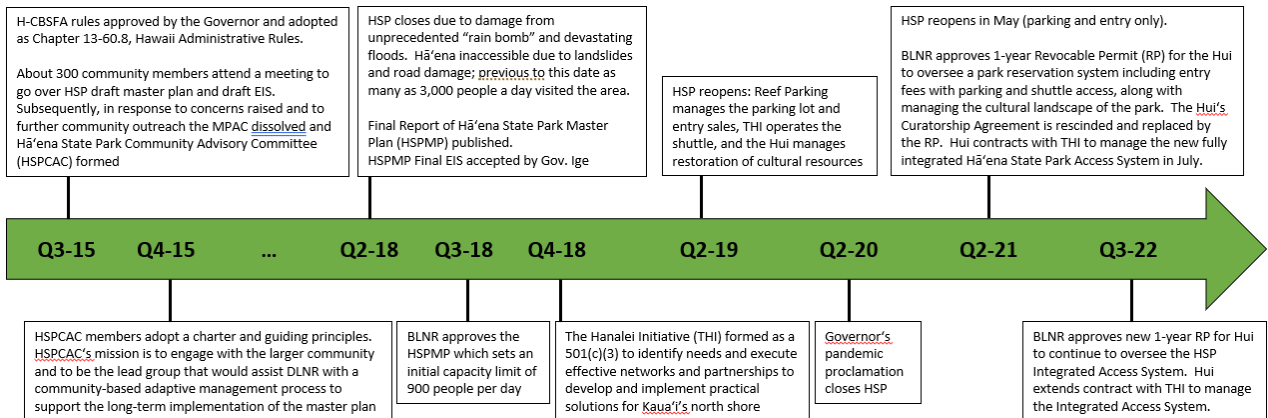 H-CBSFA rules approved by the Governor and adopted
as Chapter 13-60.8, Hawaii Administrative Rules.
About 300 community members attend a meeting to
go over HSP draft master plan and draft EIS.
Subsequently, in response to concerns raised and to
further community outreach the MPAC dissolved and
Hāʻena State Park Community Advisory Committee
(HSPCAC) formed
HSP closes due to damage from
unprecedented “rain bomb” and devastating
floods.  Hāʻena inaccessible due to landslides
and road damage; previous to this date as
many as 3,000 people a day visited the area.
Final Report of Hāʻena State Park Master
Plan (HSPMP) published.
HSPMP Final EIS accepted by Gov. Ige
HSP reopens: Reef Parking
manages the parking lot and
entry sales, THI operates the
shuttle, and the Hui manages
restoration of cultural resources
HSP reopens in May (parking and entry only).
BLNR approves 1-year Revocable Permit (RP) for the Hui
to oversee a park reservation system including entry
fees with parking and shuttle access, along with
managing the cultural landscape of the park.  The Hui’s
Curatorship Agreement is rescinded and replaced by
the RP.  Hui contracts with THI to manage the new fully
integrated Hāʻena State Park Access System in July.
Q3-15 Q4-15 ... Q2-18 Q3-18 Q4-18 Q2-19 Q2-20 Q2-21 Q3-22
HSPCAC members adopt a charter and guiding principles.
HSPCAC’s mission is to engage with the larger community
and to be the lead group that would assist DLNR with a
community-based adaptive management process to
support the long-term implementation of the master plan
BLNR approves the
HSPMP which sets an
initial capacity limit of
900 people per day
The Hanalei Initiative (THI) formed as a
501(c)(3) to identify needs and execute
effective networks and partnerships to
develop and implement practical
solutions for Kauaʻi’s north shore
Governor’s
pandemic
proclamation
closes HSP
BLNR approves new 1-year RP for Hui
to continue to oversee the HSP
Integrated Access System.  Hui
extends contract with THI to manage
the Integrated Access System.